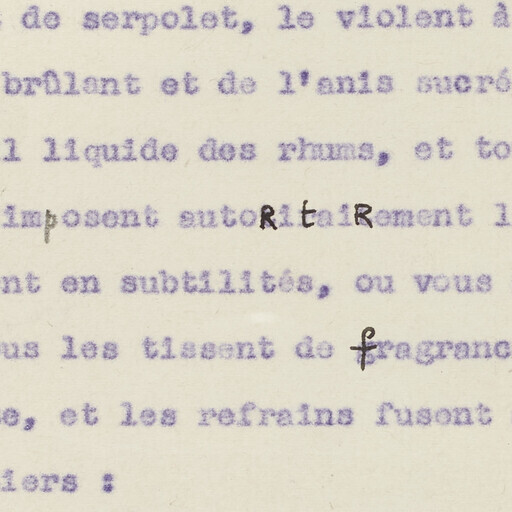 de serpolet, le violent à
brûlant et de l'anis sucré
l liquide des rhums, et to
imposent autoRitaiRement l
nt en subtilités, ou vous
us les tissent de fragranc
e, et les refrains fusent
iers :